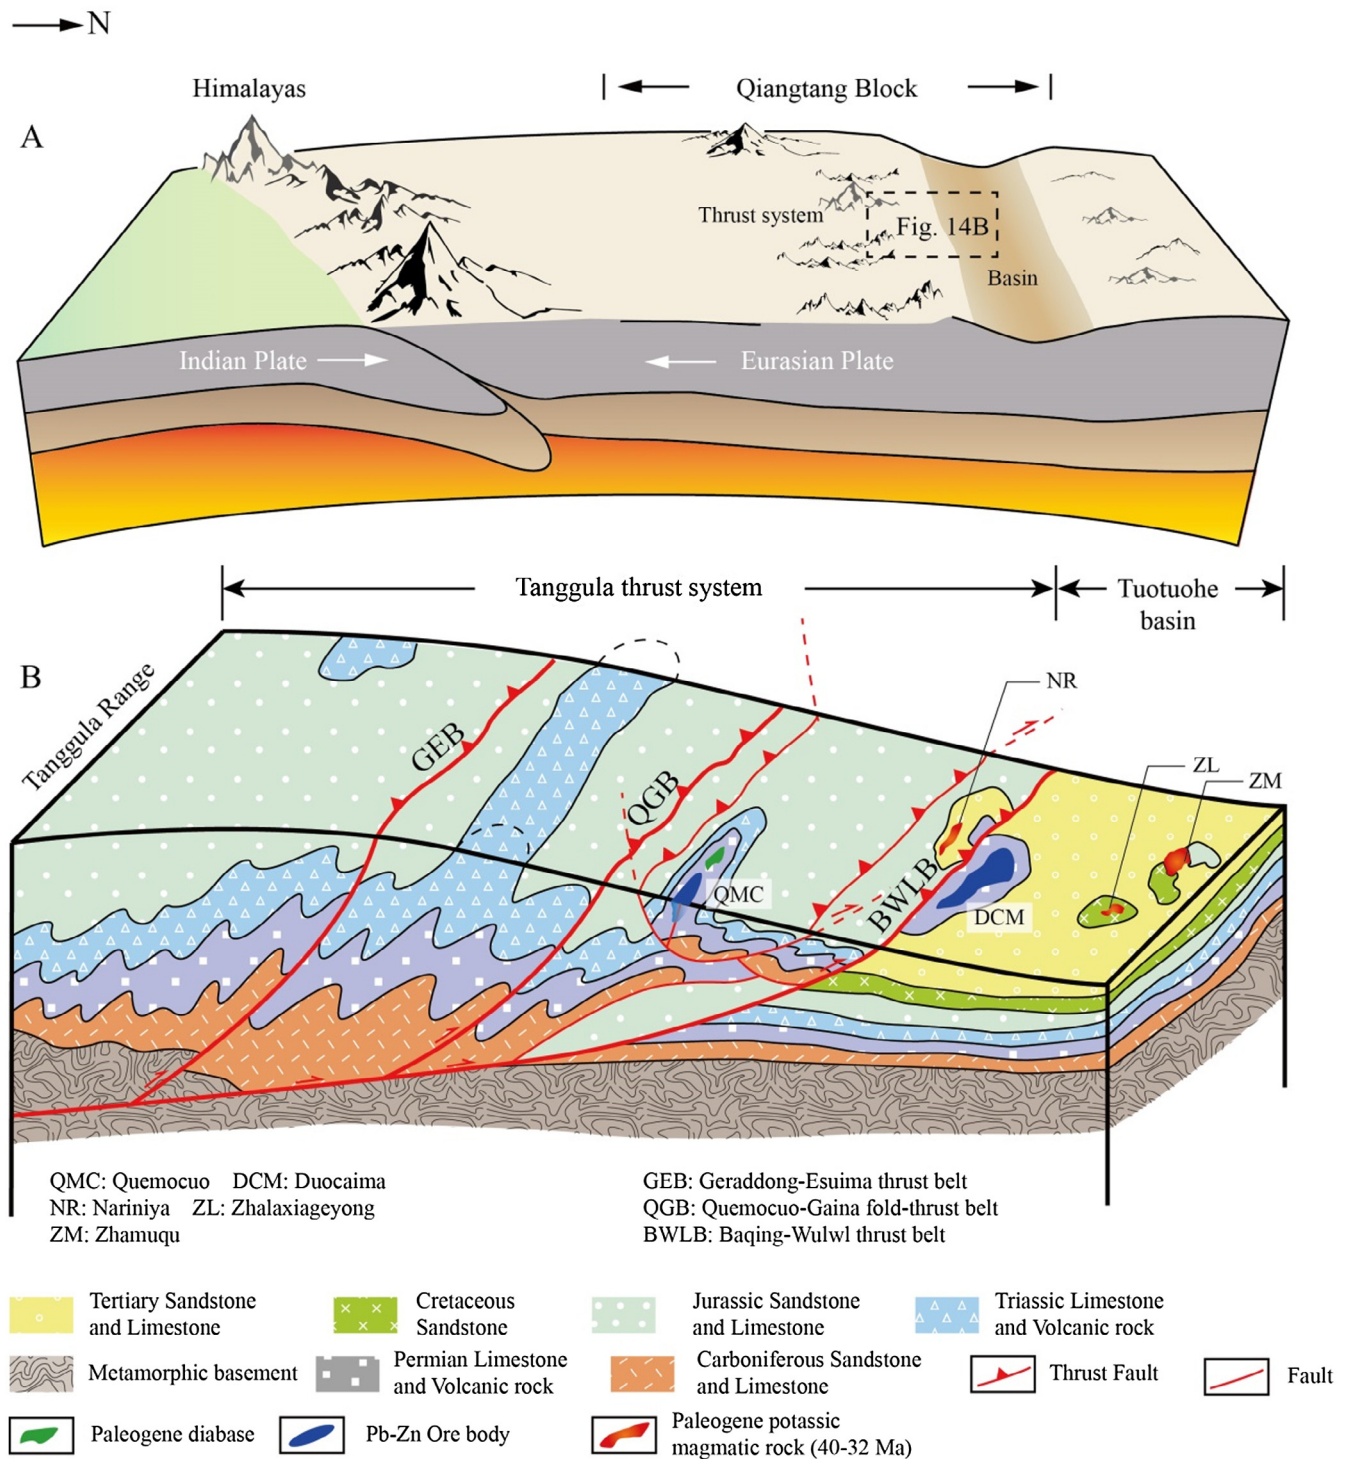 N
Himalayas
Qiangtang Block
A
Thrust system
Fig. 14B
Basin
Indian Plate
Eurasian Plate
Tanggula thrust system
Tuotuohe
basin
B
Tanggula Range
GEB
QGB
BWLB
NR
ZL
ZM
QMC
DCM
QMC: Quemocuo DCM: Duocaima
NR: Nariniya ZL: Zhalaxiageyong
ZM: Zhamuqu
GEB: Geraddong-Esuima thrust belt
QGB: Quemocuo-Gaina fold-thrust belt
BWLB: Baqing-Wulwl thrust belt
Tertiary Sandstone
and Limestone
Cretaceous
Sandstone
Jurassic Sandstone
and Limestone
Triassic Limestone
and Volcanic rock
Metamorphic basement
Permian Limestone
and Volcanic rock
Carboniferous Sandstone
and Limestone
Thrust Fault
Fault
Paleogene diabase
Pb-Zn Ore body
Paleogene potassic
magmatic rock (40-32 Ma)